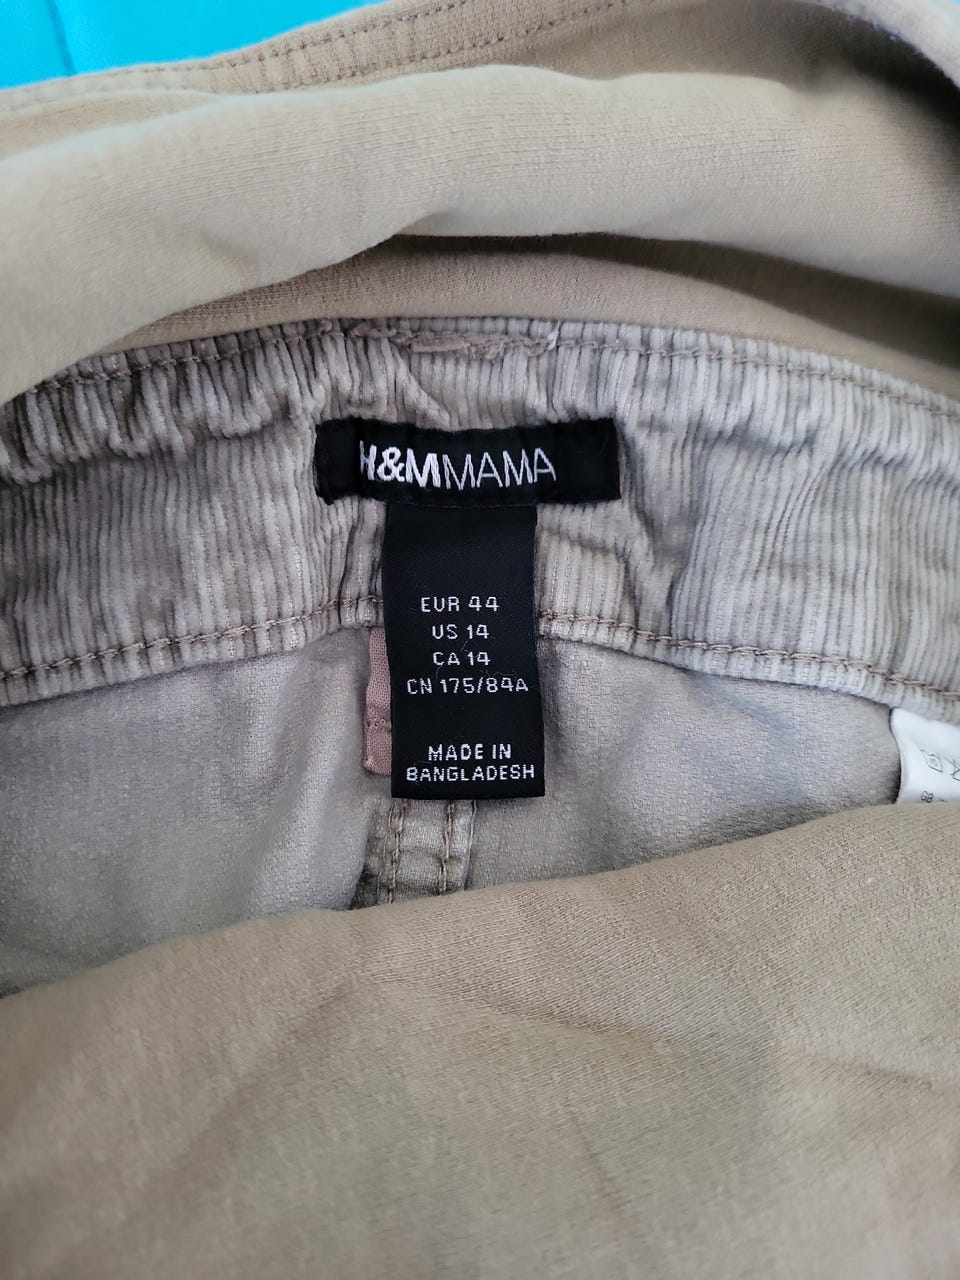 H&MMAMA
EUR 44
US 14
CA 14
CN 175/84A
MADE IN
BANGLADESH